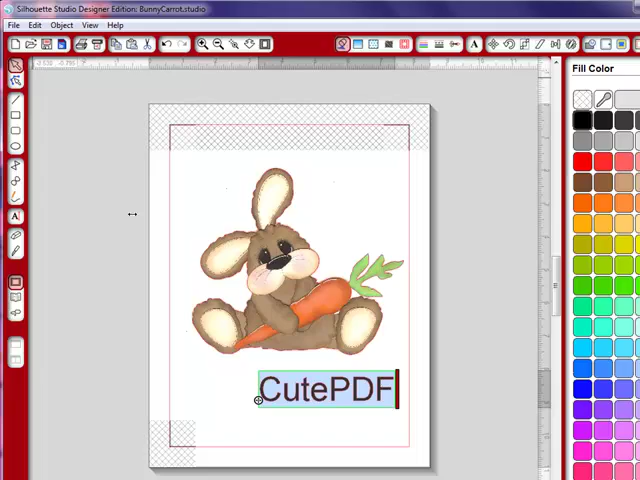 Silhouette Studio Designer Edition: BunnyCarrot.studio
File Edit Object View Help
Fill Color
CutePDF